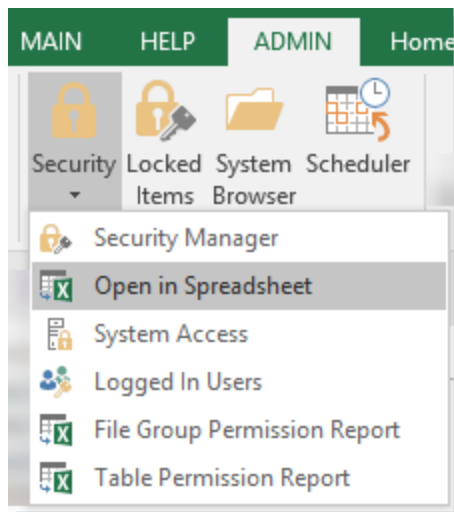 MAIN HELP ADMIN Home
Security Locked System Scheduler
Items Browser
Security Manager
Open in Spreadsheet
System Access
Logged In Users
File Group Permission Report
Table Permission Report